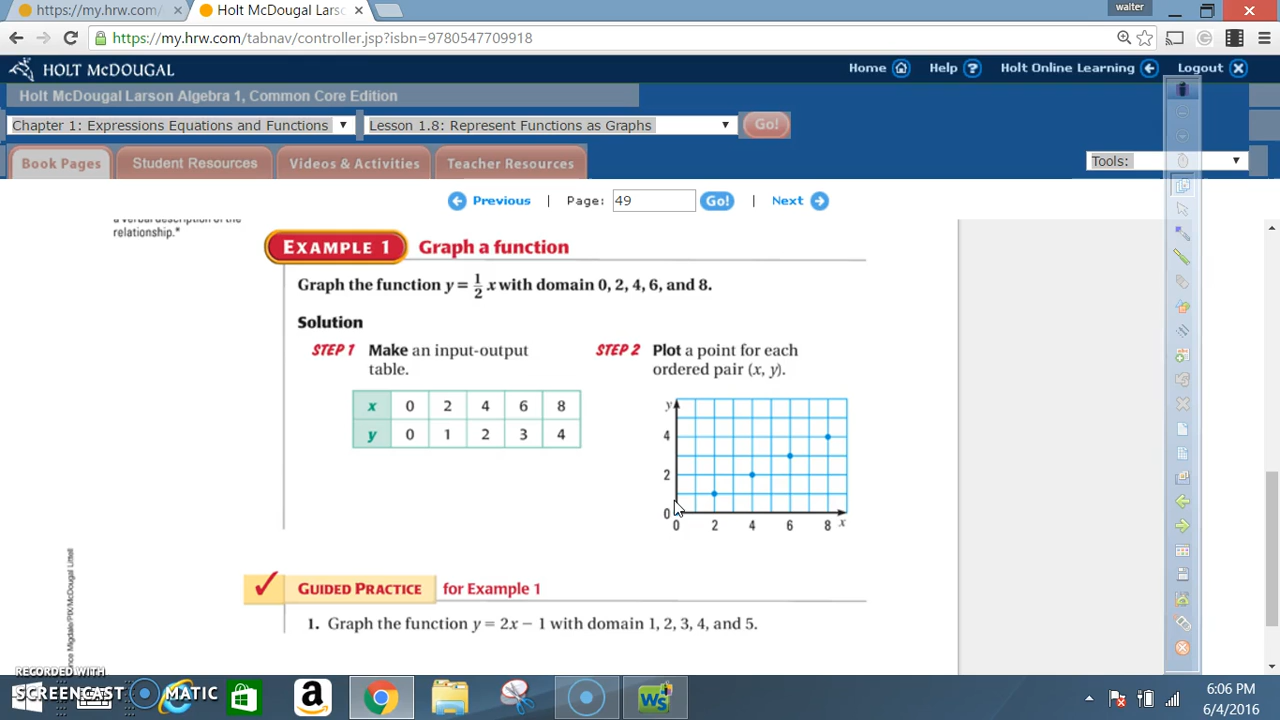 https://my.hrw.com/ × Holt McDougal Lars × walter
https://my.hrw.com/tabnav/controller.jsp?isbn=9780547709918
HOLT McDOUGAL Home Help ? Holt Online Learning Logout
Holt McDougal Larson Algebra 1, Common Core Edition
Chapter 1: Expressions Equations and Functions Lesson 1.8: Represent Functions as Graphs Go!
Book Pages Student Resources Videos & Activities Teacher Resources Tools:
Previous | Page: 49 Go! | Next
a verbal description of the
relationship.*
EXAMPLE 1 Graph a function
Graph the function y = 1/2 x with domain 0, 2, 4, 6, and 8.
Solution
STEP 1 Make an input-output
table.
x 0 2 4 6 8
y 0 1 2 3 4
STEP 2 Plot a point for each
ordered pair (x, y).
y
4
2
0
0 2 4 6 8 x
✓ GUIDED PRACTICE for Example 1
1. Graph the function y = 2x − 1 with domain 1, 2, 3, 4, and 5.
Migdale/PIX/McDougal Littell
RECORDED WITH
SCREENCAST MATIC
a
WS
6:06 PM
6/4/2016